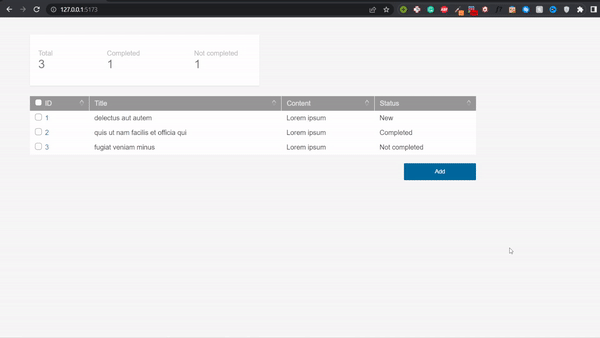 127.0.0.1:5173
Total Completed Not completed
3 1 1
ID Title Content Status
1 delectus aut autem Lorem ipsum New
2 quis ut nam facilis et officia qui Lorem ipsum Completed
3 fugiat veniam minus Lorem ipsum Not completed
Add